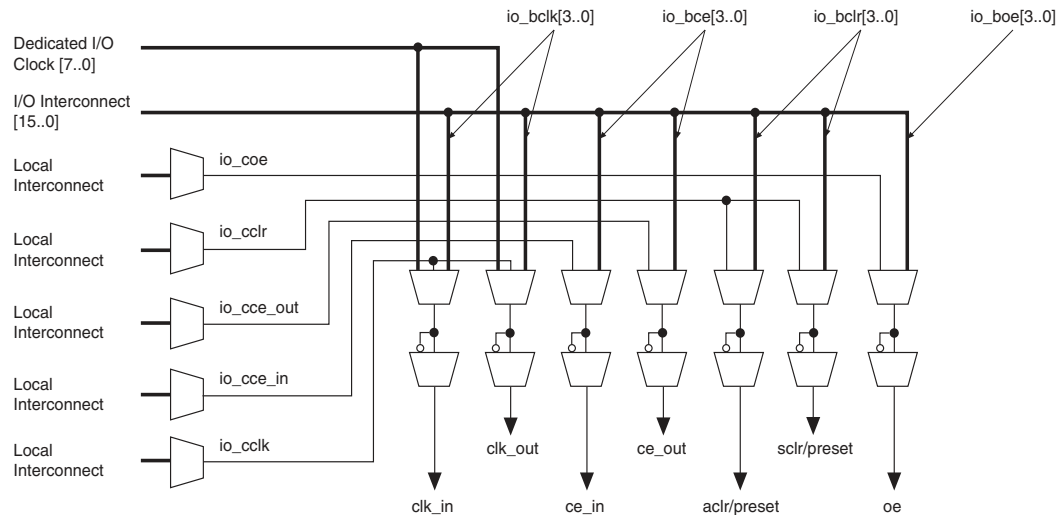 io_bclk[3..0]
io_bce[3..0]
io_bclr[3..0]
io_boe[3..0]
Dedicated I/O
Clock [7..0]
I/O Interconnect
[15..0]
Local
Interconnect
io_coe
Local
Interconnect
io_cclr
Local
Interconnect
io_cce_out
Local
Interconnect
io_cce_in
Local
Interconnect
io_cclk
clk_out
ce_out
sclr/preset
clk_in
ce_in
aclr/preset
oe